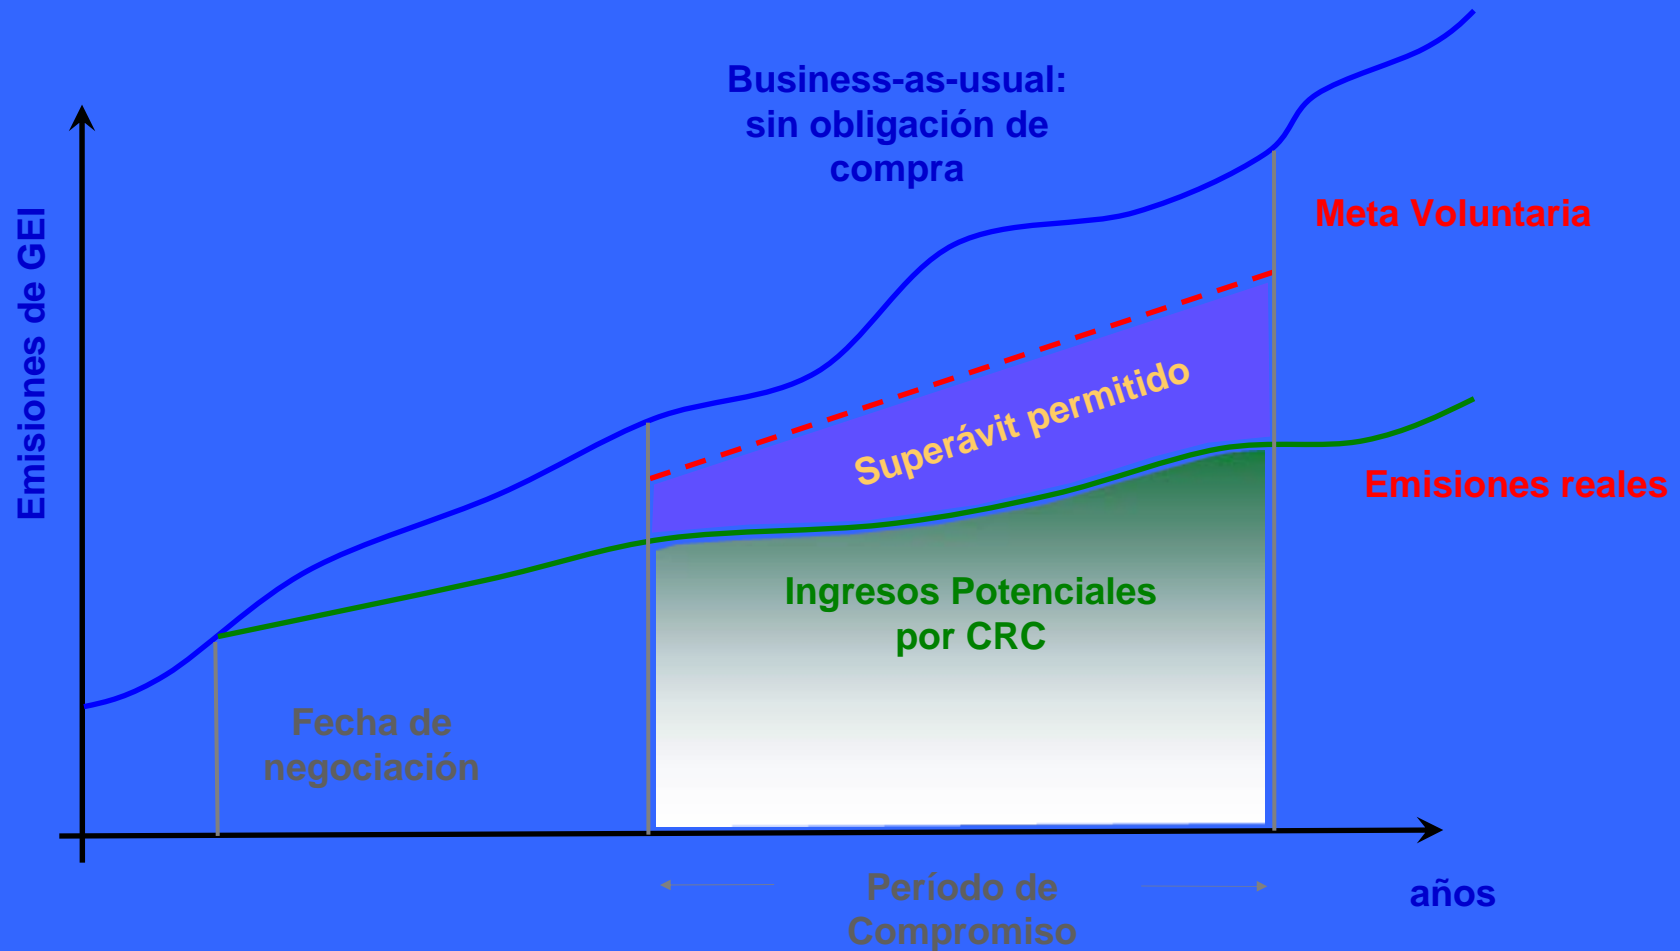 Business-as-usual:
sin obligación de
compra
Meta Voluntaria
Emisiones de GEI
Superávit permitido
Emisiones reales
Ingresos Potenciales
por CRC
Fecha de
negociación
Período de
Compromiso
años